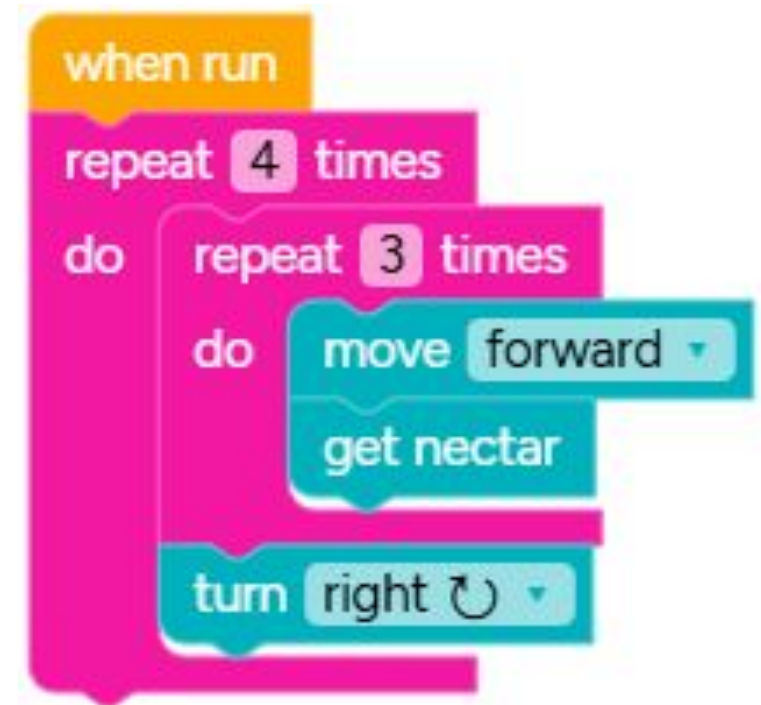 when run
repeat 4 times
do repeat 3 times
do move forward
get nectar
turn right ↻